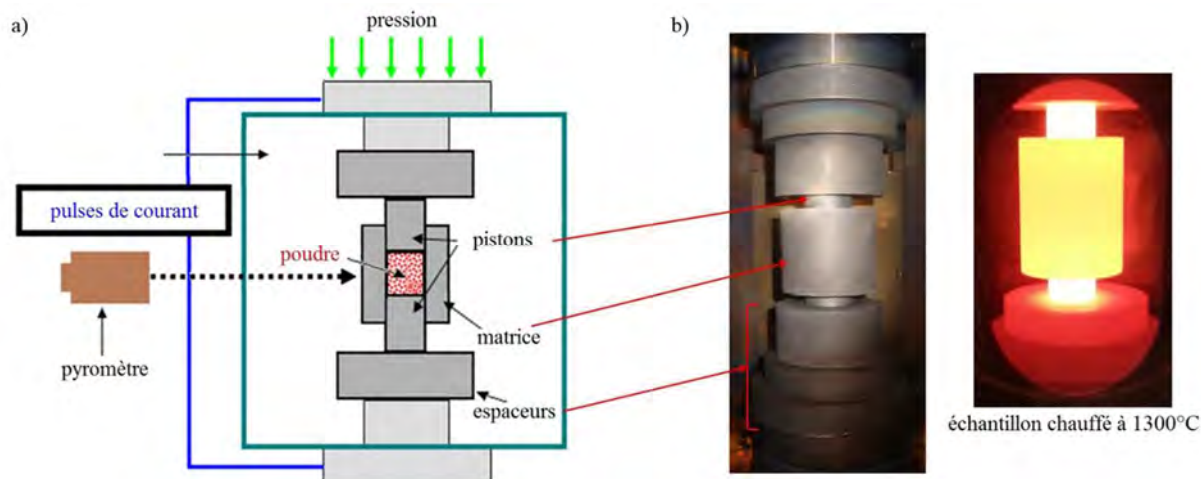 a)
pression
b)
pulses de courant
poudre
pistons
matrice
pyromètre
espaceurs
échantillon chauffé à 1300°C